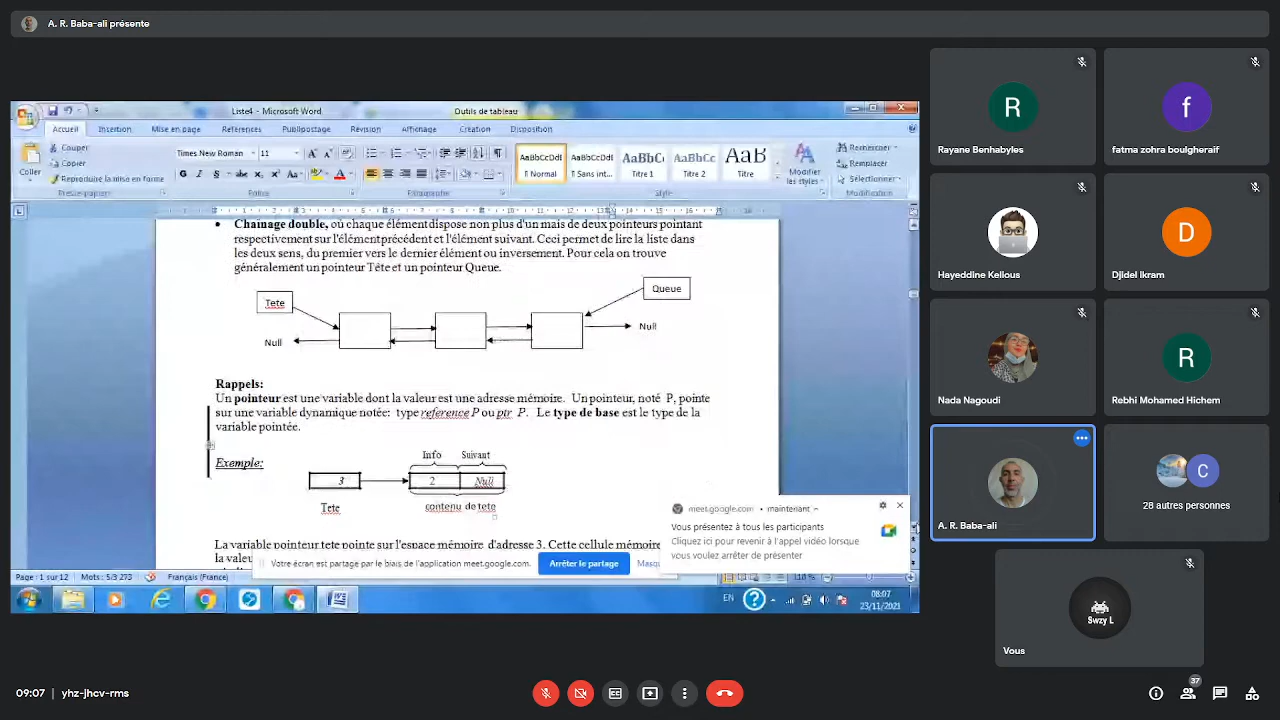 A. R. Baba-ali présente
Liste4 - Microsoft Word
Outils de tableau
Accueil
Insertion
Mise en page
Références
Publipostage
Révision
Affichage
Création
Disposition
Couper
Copier
Reproduire la mise en forme
Coller
Times New Roman
11
AaBbCcDdI
AaBbCcDdI
AaBbC
AaBbCc
AaB
¶ Normal
¶ Sans int...
Titre 1
Titre 2
Titre
Modifier
les styles
Rechercher
Remplacer
Sélectionner
Presse-papiers
Police
Paragraphe
Style
Modification
• Chainage double, où chaque élément dispose non plus d'un mais de deux pointeurs pointant
respectivement sur l'élément précédent et l'élément suivant. Ceci permet de lire la liste dans
les deux sens, du premier vers le dernier élément ou inversement. Pour cela on trouve
généralement un pointeur Tête et un pointeur Queue.
Tete
Queue
Null
Null
Rappels:
Un pointeur est une variable dont la valeur est une adresse mémoire. Un pointeur, noté P, pointe
sur une variable dynamique notée: type reference P ou ptr P. Le type de base est le type de la
variable pointée.
Exemple:
Info
Suivant
3
2
Null
Tete
contenu de tete
La variable pointeur tete pointe sur l'espace mémoire d'adresse 3. Cette cellule mémoire
la valeu
meet.google.com • maintenant
Vous présentez à tous les participants
Cliquez ici pour revenir à l'appel vidéo lorsque
vous voulez arrêter de présenter
Votre écran est partagé par le biais de l'application meet.google.com.
Arrêter le partage
Masqu
Page : 1 sur 12
Mots : 5/3 273
Français (France)
110 %
EN
08:07
23/11/2021
R
Rayane Benhabyles
f
fatma zohra boulgheraif
Hayeddine Kellous
D
Djidel Ikram
Nada Nagoudi
R
Rebhi Mohamed Hichem
A. R. Baba-ali
C
28 autres personnes
Swzy L
Vous
09:07 | yhz-jhcv-rms
37